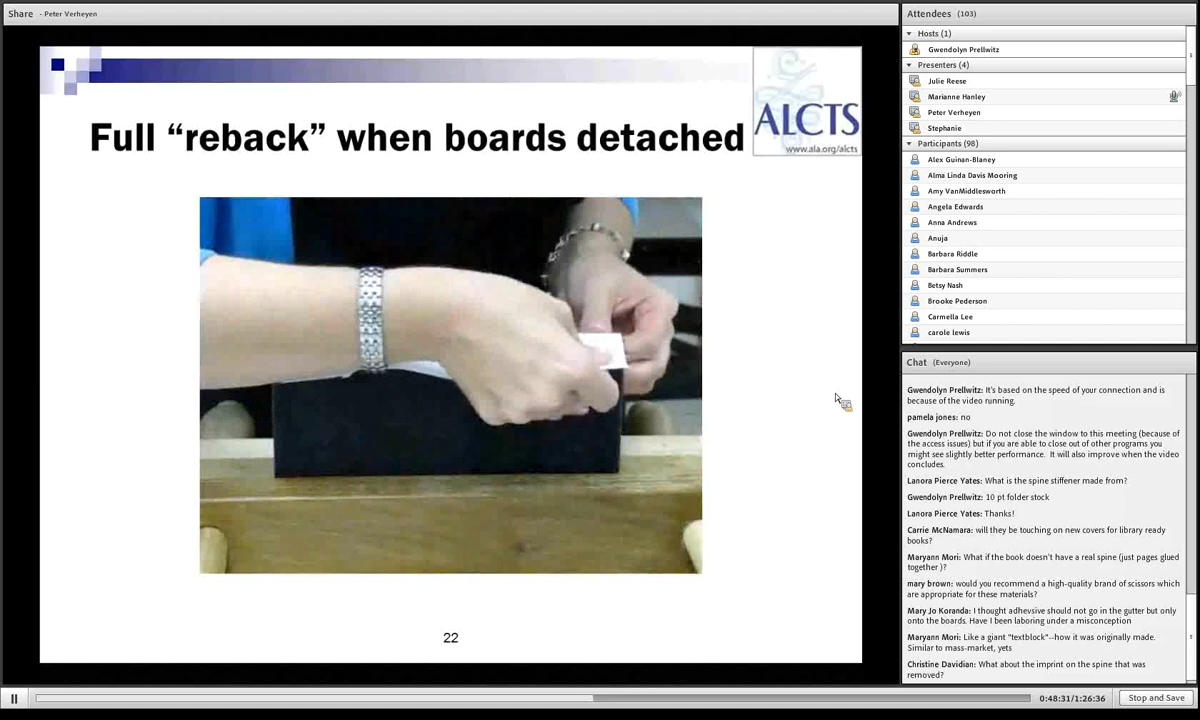 Share - Peter Verheyen
Full “reback” when boards detached
ALCTS
www.ala.org/alcts
22
Attendees (103)
Hosts (1)
Gwendolyn Prellwitz
Presenters (4)
Julie Reese
Marianne Hanley
Peter Verheyen
Stephanie
Participants (98)
Alex Guinan-Blaney
Alma Linda Davis Mooring
Amy VanMiddlesworth
Angela Edwards
Anna Andrews
Anuja
Barbara Riddle
Barbara Summers
Betsy Nash
Brooke Pederson
Carmella Lee
carole lewis
Chat (Everyone)
Gwendolyn Prellwitz: It's based on the speed of your connection and is
because of the video running.
pamela jones: no
Gwendolyn Prellwitz: Do not close the window to this meeting (because of
the access issues) but if you are able to close out of other programs you
might see slightly better performance. It will also improve when the video
concludes.
Lanora Pierce Yates: What is the spine stiffener made from?
Gwendolyn Prellwitz: 10 pt folder stock
Lanora Pierce Yates: Thanks!
Carrie McNamara: will they be touching on new covers for library ready
books?
Maryann Mori: What if the book doesn't have a real spine (just pages glued
together )?
mary brown: would you recommend a high-quality brand of scissors which
are appropriate for these materials?
Mary Jo Koranda: I thought adhevsive should not go in the gutter but only
onto the boards. Have I been laboring under a misconception
Maryann Mori: Like a giant "textblock"--how it was originally made.
Similar to mass-market, yets
Christine Davidian: What about the imprint on the spine that was
removed?
0:48:31/1:26:36
Stop and Save